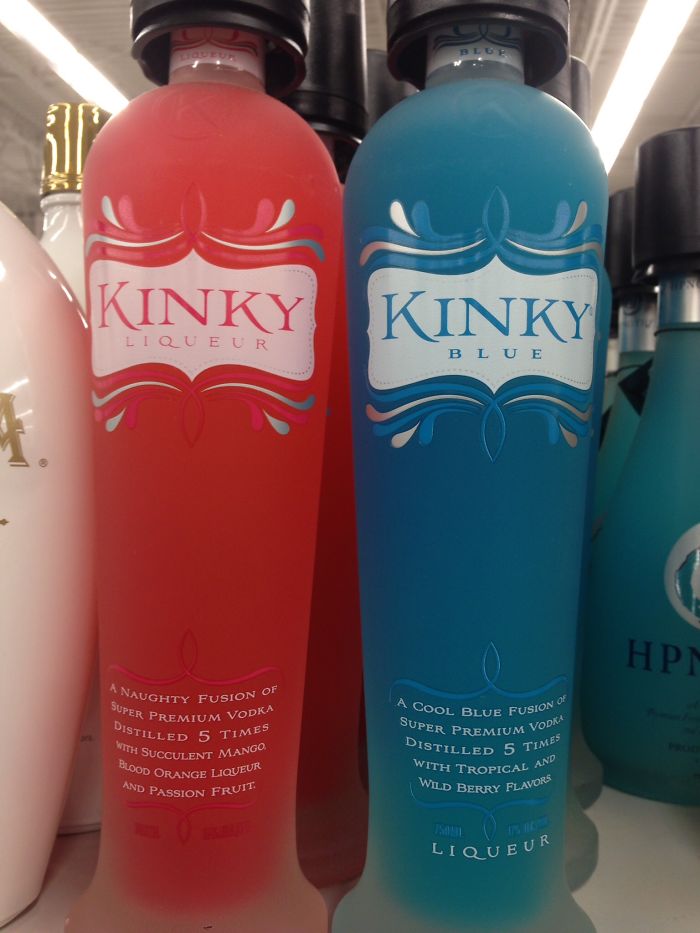 LIQUEUR
KINKY
LIQUEUR
A NAUGHTY FUSION OF
SUPER PREMIUM VODKA
DISTILLED 5 TIMES
WITH SUCCULENT MANGO,
BLOOD ORANGE LIQUEUR
AND PASSION FRUIT.
BLUE
KINKY®
BLUE
A COOL BLUE FUSION OF
SUPER PREMIUM VODKA
DISTILLED 5 TIMES
WITH TROPICAL AND
WILD BERRY FLAVORS.
750ML
LIQUEUR
HPN